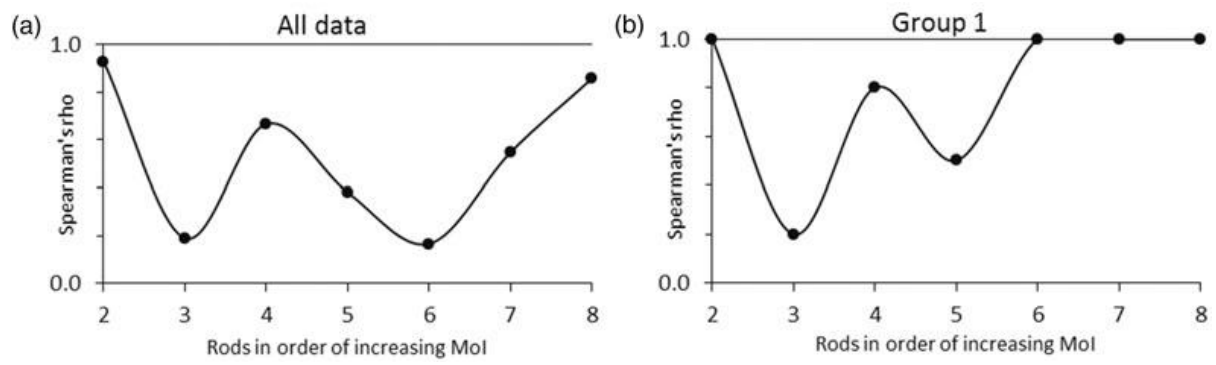 (a)
All data
1.0
Spearman's rho
0.0
2 3 4 5 6 7 8
Rods in order of increasing MoI
(b)
Group 1
1.0
Spearman's rho
0.0
2 3 4 5 6 7 8
Rods in order of increasing MoI